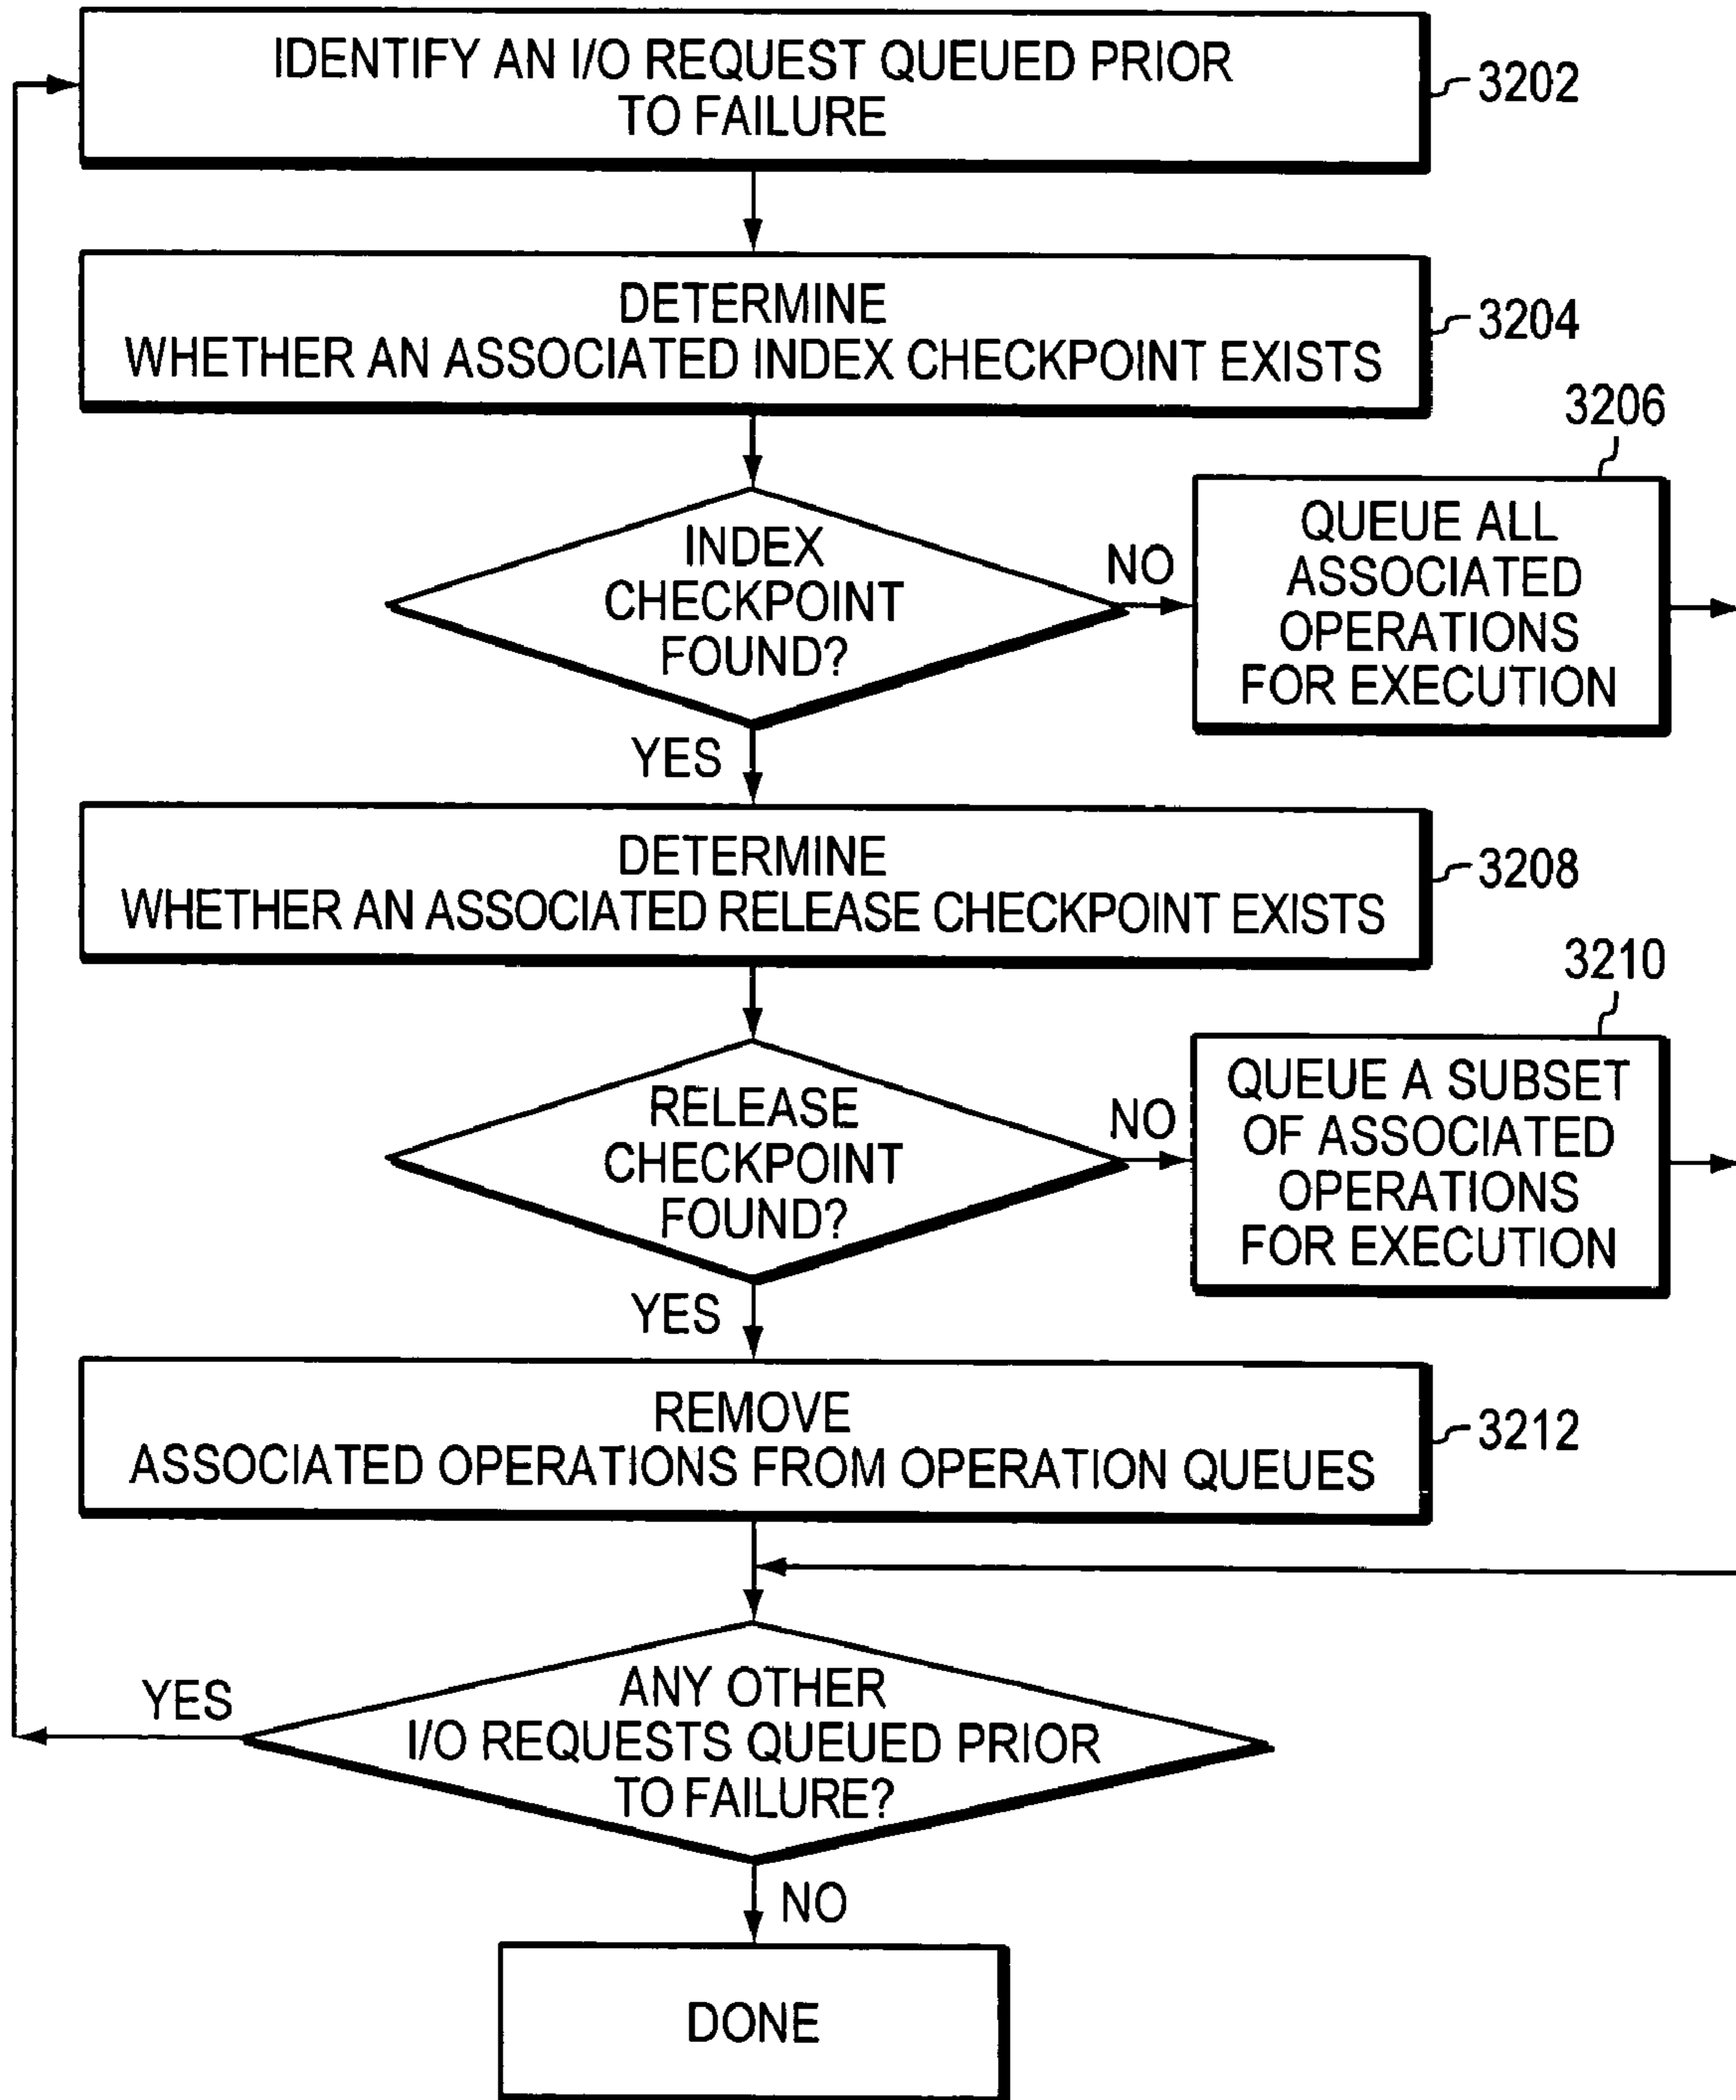 IDENTIFY AN I/O REQUEST QUEUED PRIOR
TO FAILURE
3202
DETERMINE
WHETHER AN ASSOCIATED INDEX CHECKPOINT EXISTS
3204
3206
INDEX
CHECKPOINT
FOUND?
NO
QUEUE ALL
ASSOCIATED
OPERATIONS
FOR EXECUTION
YES
DETERMINE
WHETHER AN ASSOCIATED RELEASE CHECKPOINT EXISTS
3208
3210
RELEASE
CHECKPOINT
FOUND?
NO
QUEUE A SUBSET
OF ASSOCIATED
OPERATIONS
FOR EXECUTION
YES
REMOVE
ASSOCIATED OPERATIONS FROM OPERATION QUEUES
3212
YES
ANY OTHER
I/O REQUESTS QUEUED PRIOR
TO FAILURE?
NO
DONE